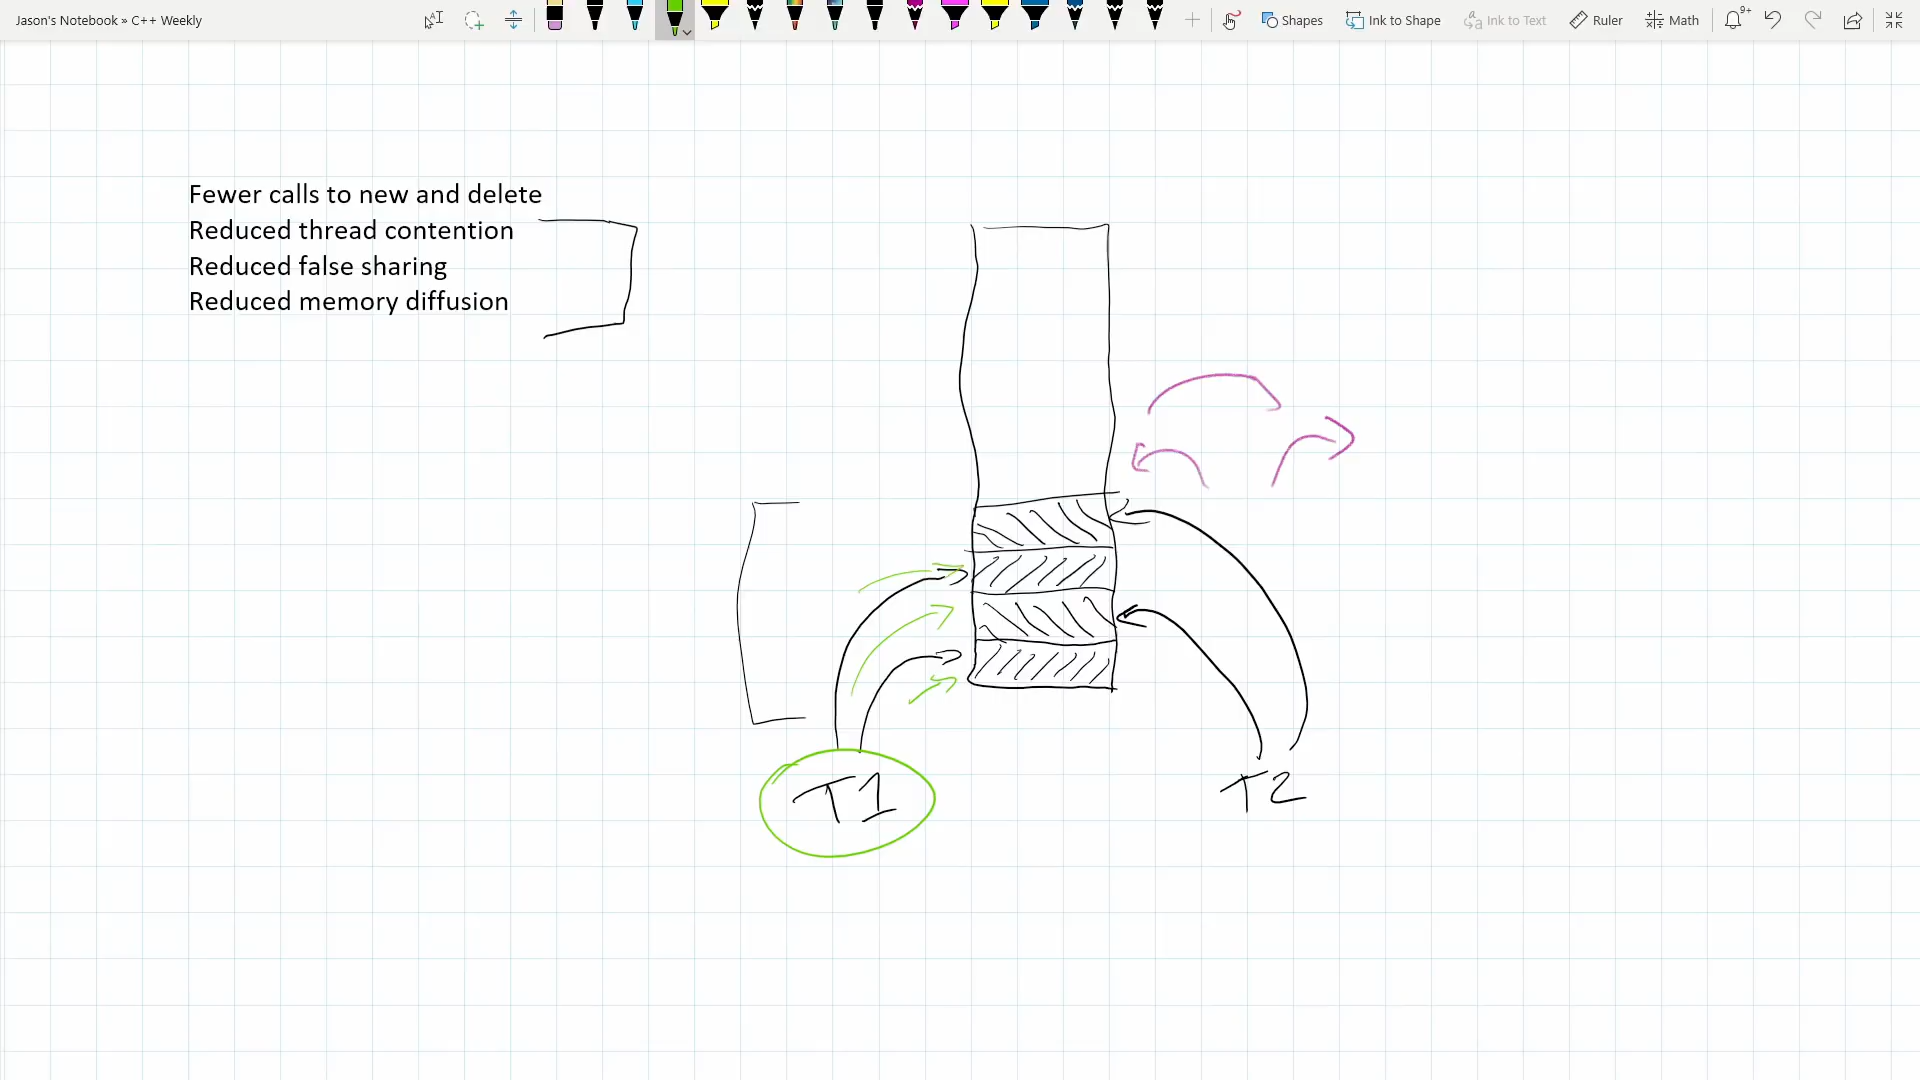 Jason's Notebook » C++ Weekly
Shapes
Ink to Shape
Ink to Text
Ruler
Math
9+
Fewer calls to new and delete
Reduced thread contention
Reduced false sharing
Reduced memory diffusion
T1
T2